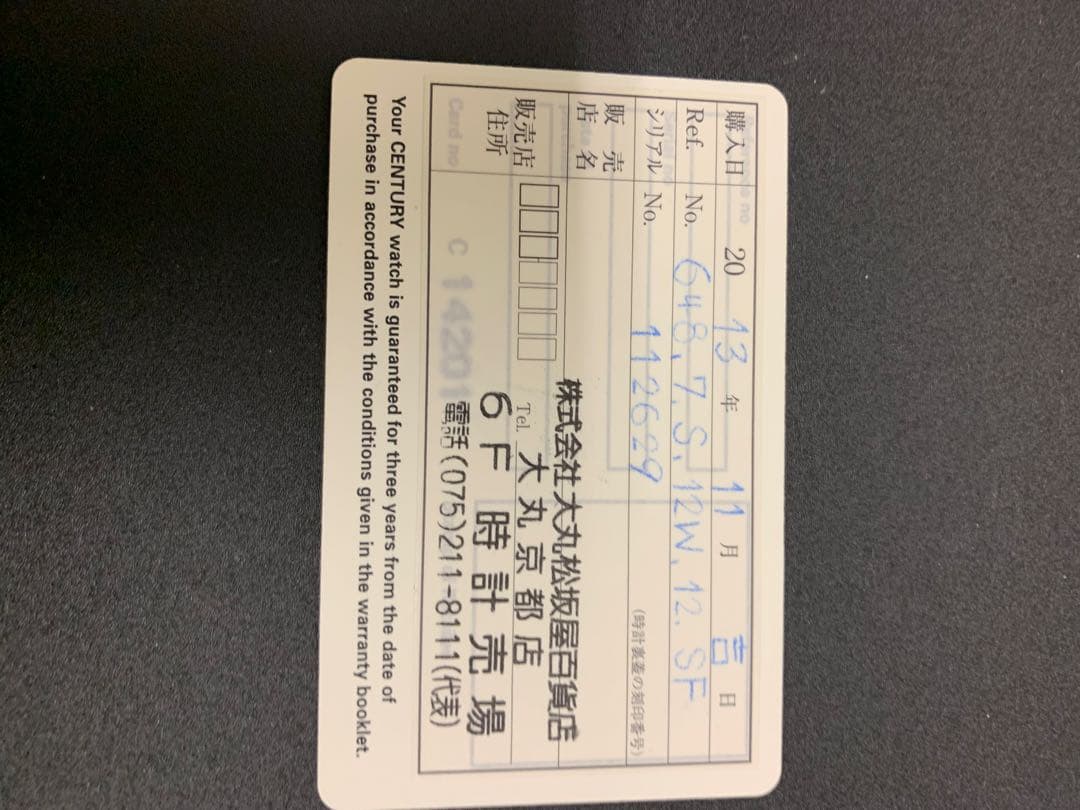 購入日 20 13 年 11 月 吉 日
Ref. No. 648.7.S.12W.12.SF
シリアル No. 112629 (時計裏蓋の刻印番号)
販売店名 株式会社大丸松坂屋百貨店
販売店住所 Tel. 大丸京都店
6F 時計売場
電話(075)211-8111(代表)
Card no C 14201
Your CENTURY watch is guaranteed for three years from the date of
purchase in accordance with the conditions given in the warranty booklet.